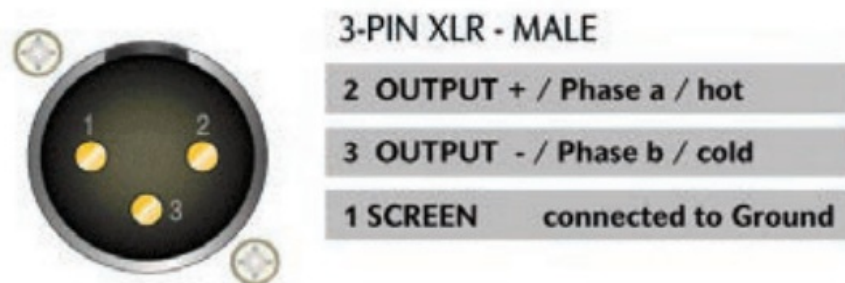 3-PIN XLR - MALE
1
2
3
2 OUTPUT + / Phase a / hot
3 OUTPUT - / Phase b / cold
1 SCREEN connected to Ground